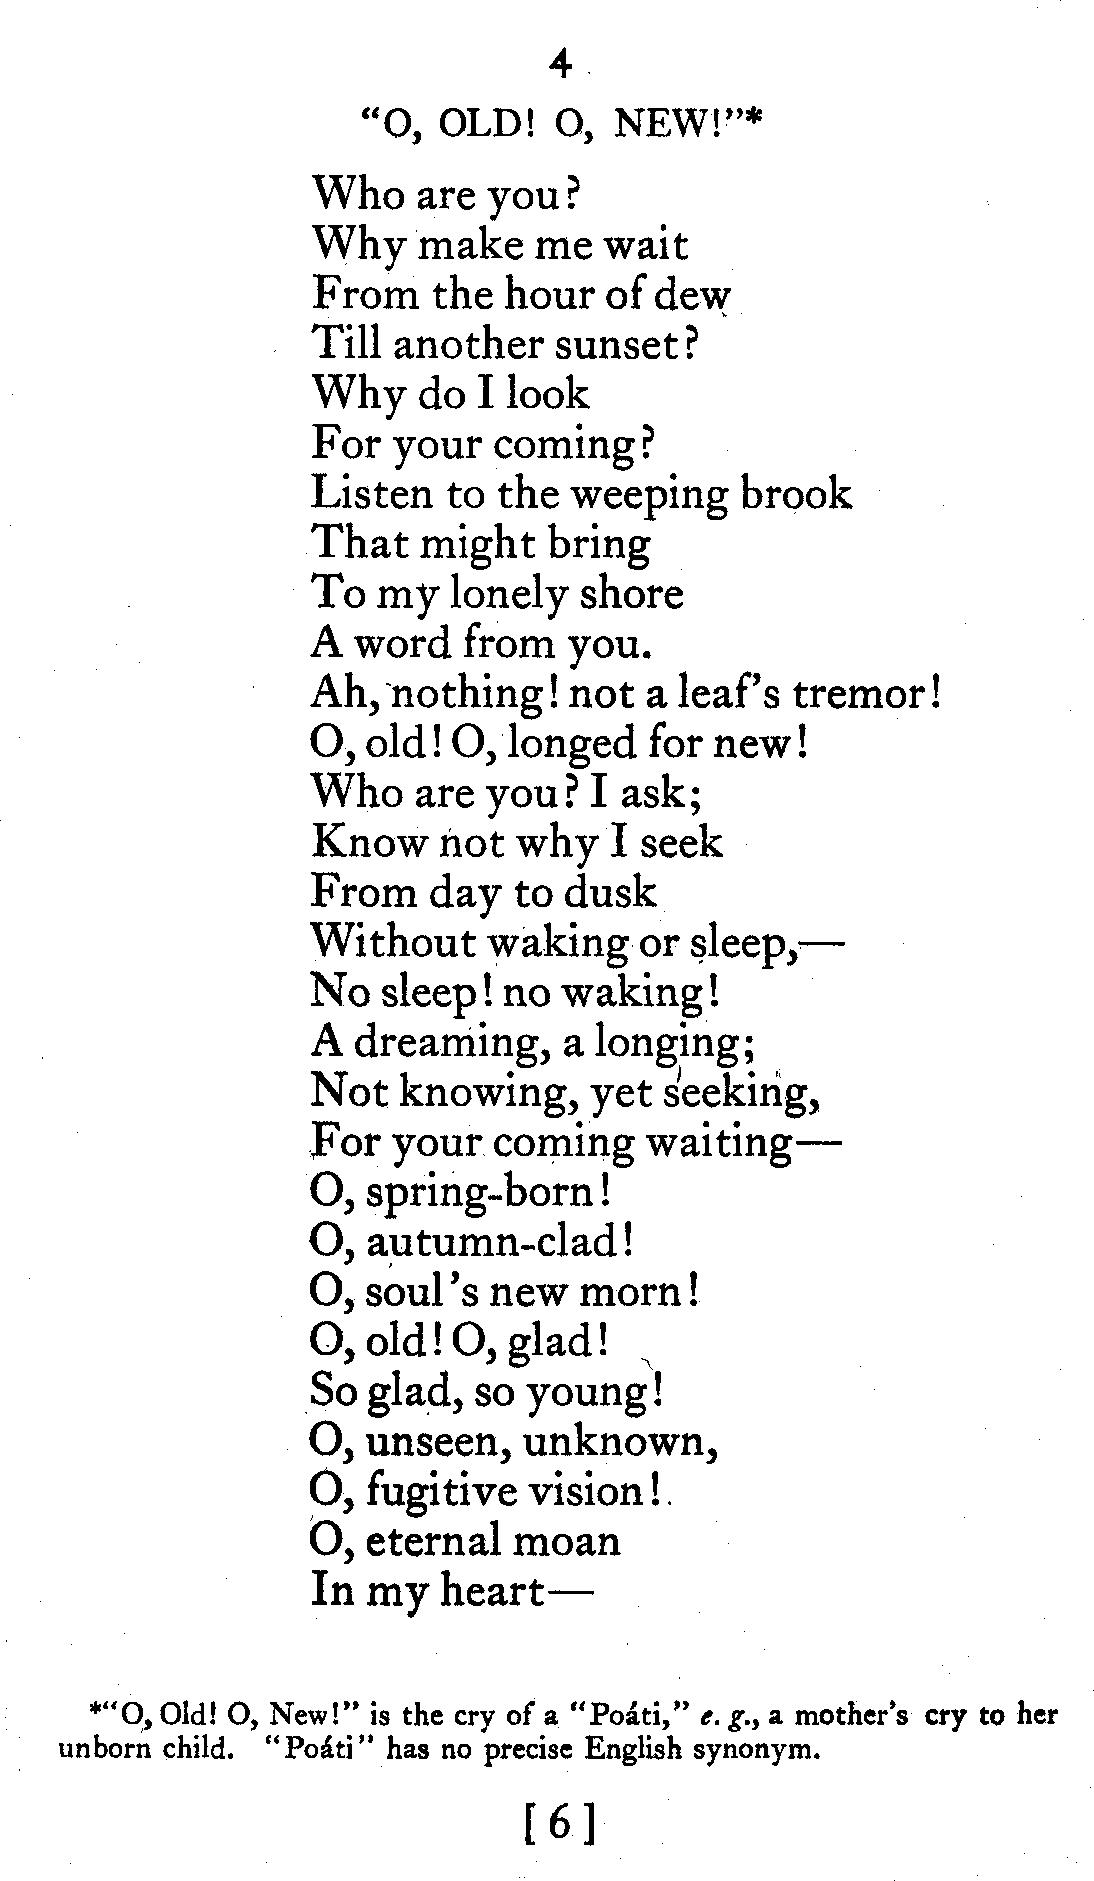 4
"O, OLD! O, NEW!"*
Who are you?
Why make me wait
From the hour of dew
Till another sunset?
Why do I look
For your coming?
Listen to the weeping brook
That might bring
To my lonely shore
A word from you.
Ah, nothing! not a leaf's tremor!
O, old! O, longed for new!
Who are you? I ask;
Know not why I seek
From day to dusk
Without waking or sleep,—
No sleep! no waking!
A dreaming, a longing;
Not knowing, yet seeking,
For your coming waiting—
O, spring-born!
O, autumn-clad!
O, soul's new morn!
O, old! O, glad!
So glad, so young!
O, unseen, unknown,
O, fugitive vision!
O, eternal moan
In my heart—
*"O, Old! O, New!" is the cry of a "Poáti," e. g., a mother's cry to her
unborn child. "Poáti" has no precise English synonym.
[ 6 ]